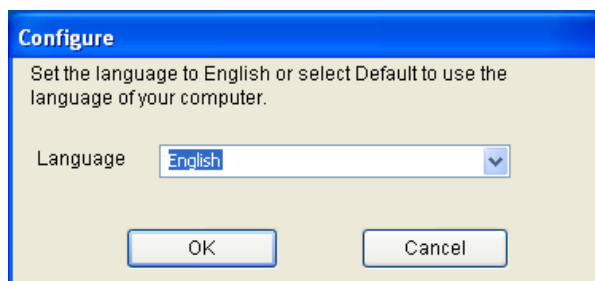 Configure
Set the language to English or select Default to use the
language of your computer.
Language English
OK Cancel